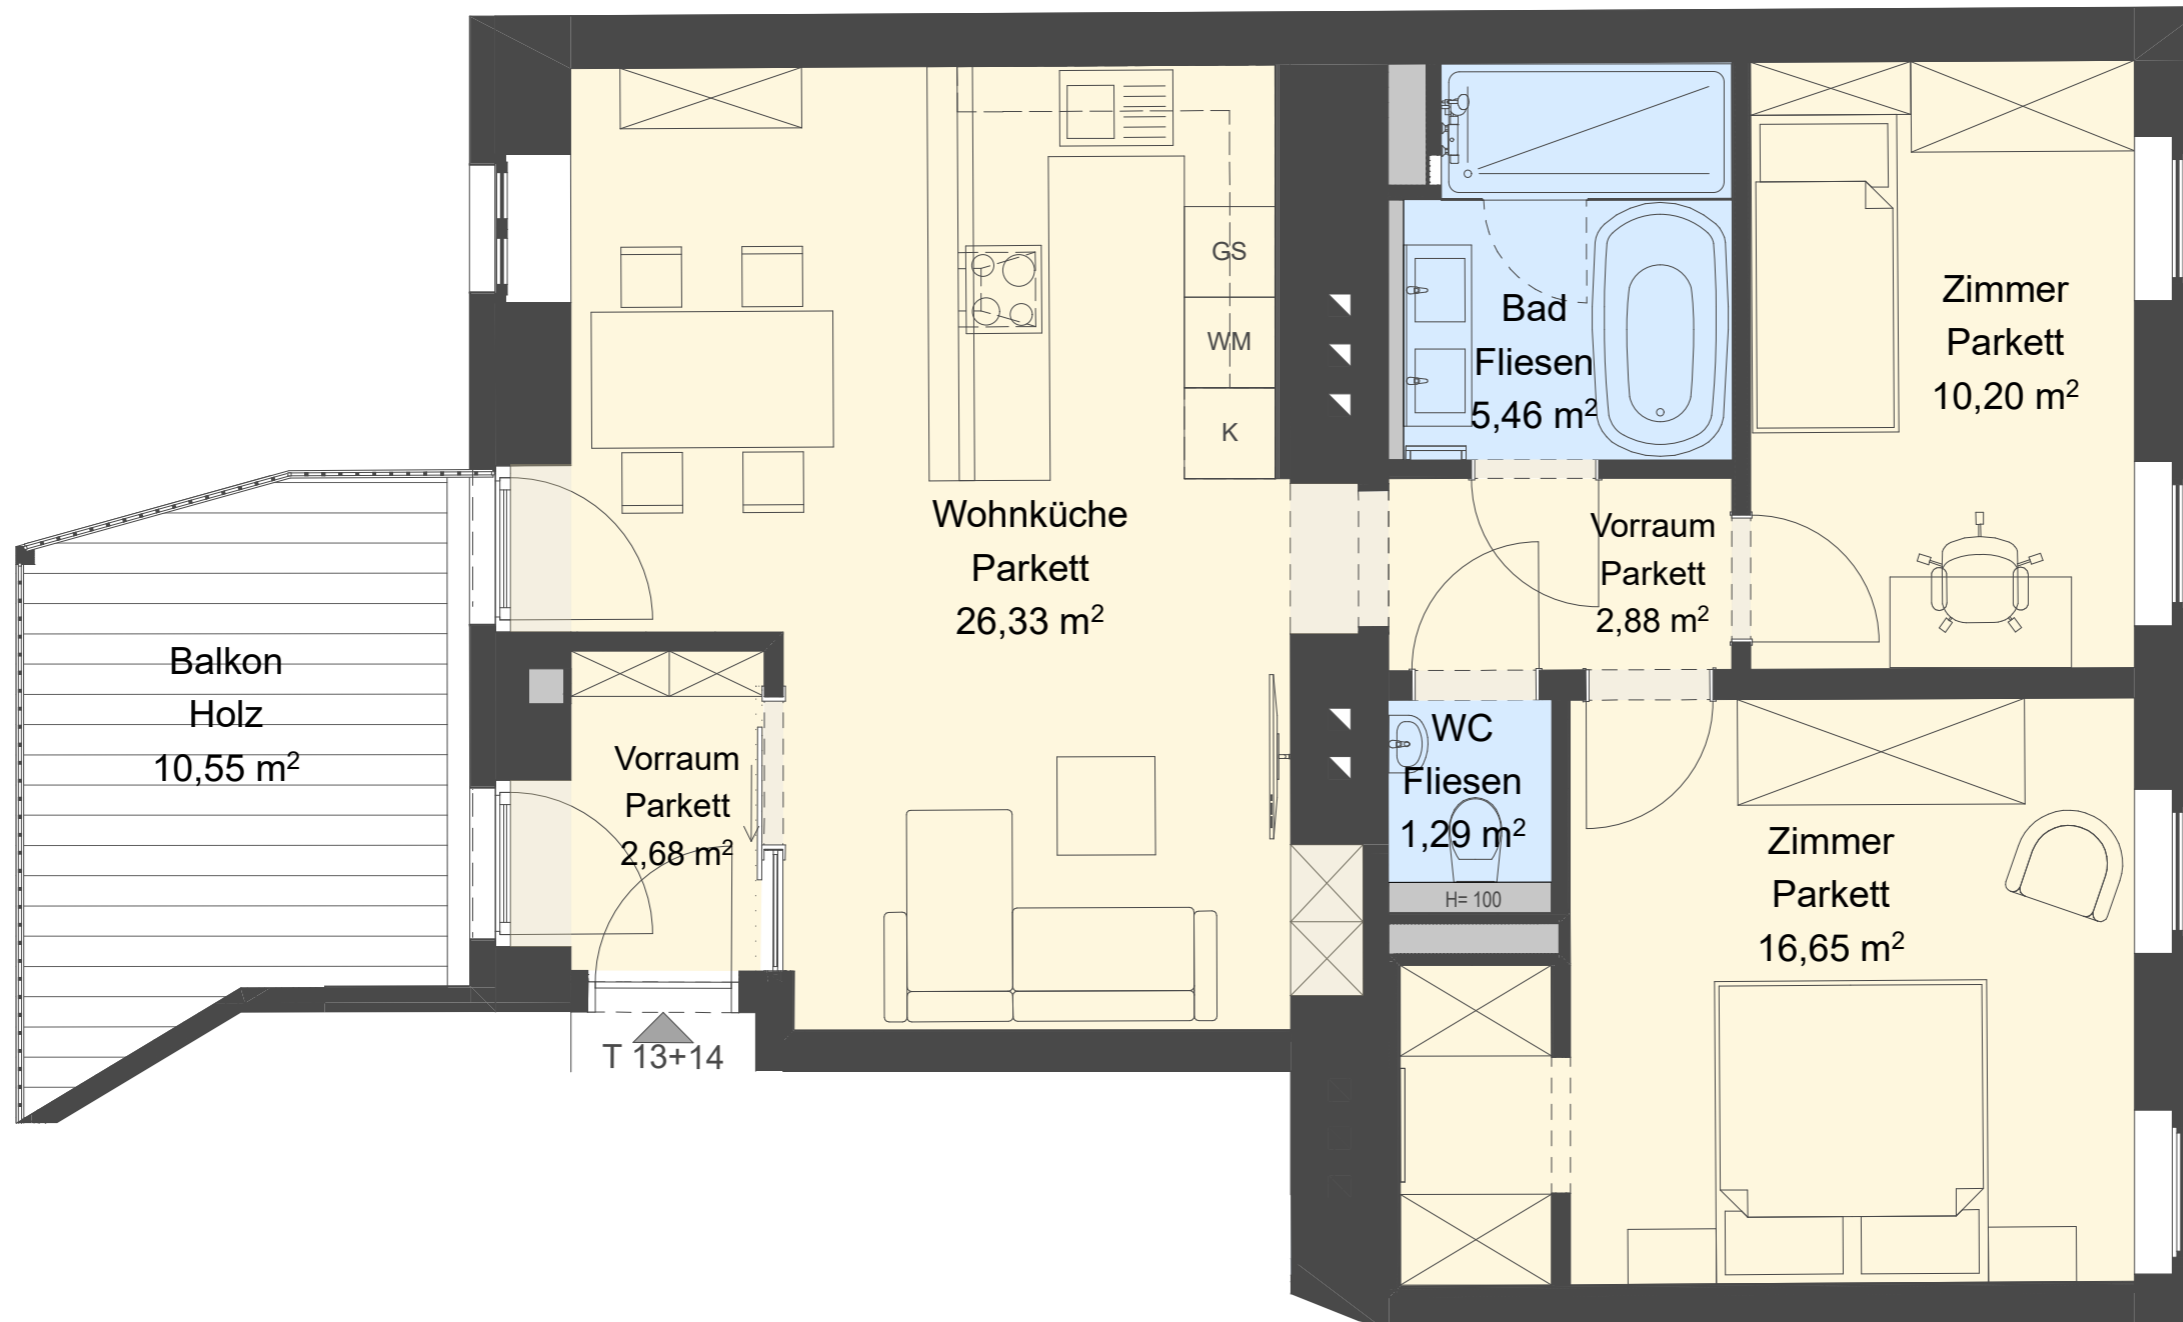 GS
WM
K
Bad
Fliesen
5,46 m²
Zimmer
Parkett
10,20 m²
Wohnküche
Parkett
26,33 m²
Vorraum
Parkett
2,88 m²
Balkon
Holz
10,55 m²
Vorraum
Parkett
2,68 m²
WC
Fliesen
1,29 m²
H= 100
Zimmer
Parkett
16,65 m²
T 13+14